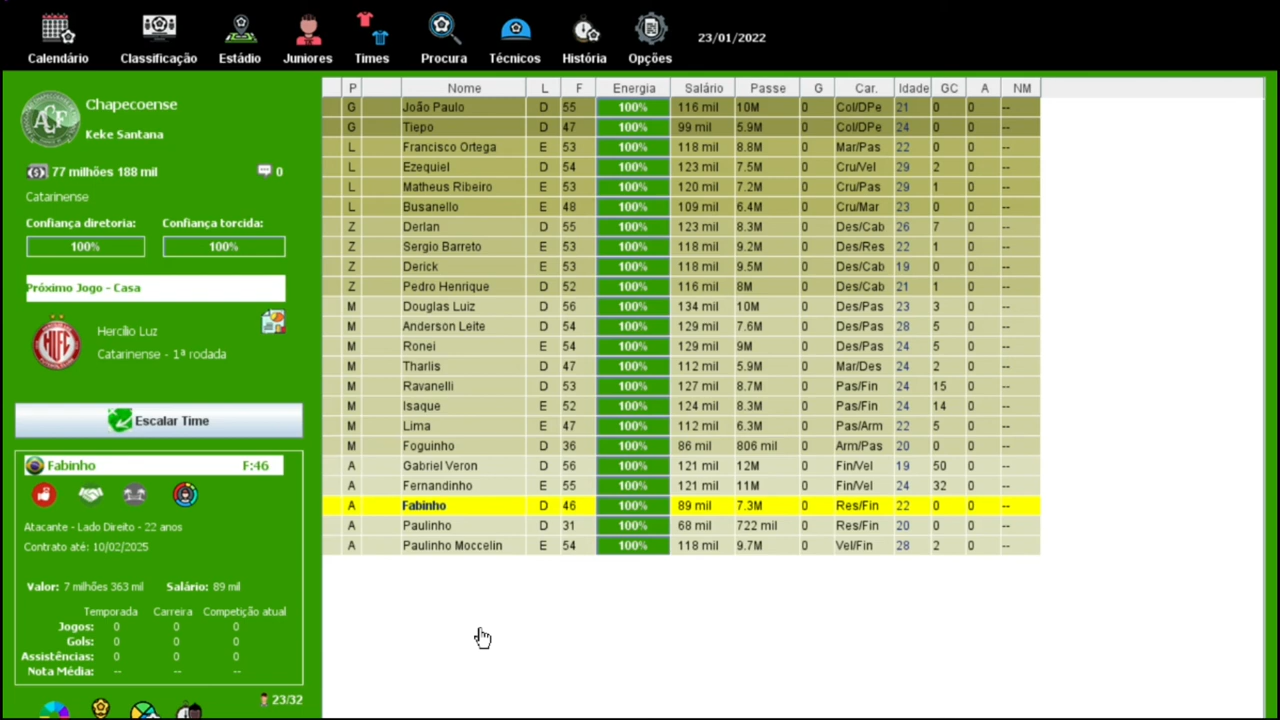 Calendário Classificação Estádio Juniores Times Procura Técnicos História Opções 23/01/2022
Chapecoense
Keke Santana
77 milhões 188 mil 0
Catarinense
Confiança diretoria: Confiança torcida:
100% 100%
Próximo Jogo - Casa
Hercílio Luz
Catarinense - 1ª rodada
Escalar Time
Fabinho F:46
Atacante - Lado Direito - 22 anos
Contrato até: 10/02/2025
Valor: 7 milhões 363 mil Salário: 89 mil
Temporada Carreira Competição atual
Jogos: 0 0 0
Gols: 0 0 0
Assistências: 0 0 0
Nota Média: -- -- --
23/32
P Nome L F Energia Salário Passe G Car. Idade GC A NM
G João Paulo D 55 100% 116 mil 10M 0 Col/DPe 21 0 0 --
G Tiepo D 47 100% 99 mil 5.9M 0 Col/DPe 24 0 0 --
L Francisco Ortega E 53 100% 118 mil 8.8M 0 Mar/Pas 22 0 0 --
L Ezequiel D 54 100% 123 mil 7.5M 0 Cru/Vel 29 2 0 --
L Matheus Ribeiro E 53 100% 120 mil 7.2M 0 Cru/Pas 29 1 0 --
L Busanello E 48 100% 109 mil 6.4M 0 Cru/Mar 23 0 0 --
Z Derlan D 55 100% 123 mil 8.3M 0 Des/Cab 26 7 0 --
Z Sergio Barreto E 53 100% 118 mil 9.2M 0 Des/Res 22 1 0 --
Z Derick E 53 100% 118 mil 9.5M 0 Des/Cab 19 0 0 --
Z Pedro Henrique D 52 100% 116 mil 8M 0 Des/Cab 21 1 0 --
M Douglas Luiz D 56 100% 134 mil 10M 0 Des/Pas 23 3 0 --
M Anderson Leite D 54 100% 129 mil 7.6M 0 Des/Pas 28 5 0 --
M Ronei E 54 100% 129 mil 9M 0 Des/Pas 24 5 0 --
M Tharlis D 47 100% 112 mil 5.9M 0 Mar/Des 24 2 0 --
M Ravanelli D 53 100% 127 mil 8.7M 0 Pas/Fin 24 15 0 --
M Isaque E 52 100% 124 mil 8.3M 0 Pas/Fin 24 14 0 --
M Lima E 47 100% 112 mil 6.3M 0 Pas/Arm 22 5 0 --
M Foguinho D 36 100% 86 mil 806 mil 0 Arm/Pas 20 0 0 --
A Gabriel Veron D 56 100% 121 mil 12M 0 Fin/Vel 19 50 0 --
A Fernandinho E 55 100% 121 mil 11M 0 Fin/Vel 24 32 0 --
A Fabinho D 46 100% 89 mil 7.3M 0 Res/Fin 22 0 0 --
A Paulinho D 31 100% 68 mil 722 mil 0 Res/Fin 20 0 0 --
A Paulinho Moccelin E 54 100% 118 mil 9.7M 0 Vel/Fin 28 2 0 --